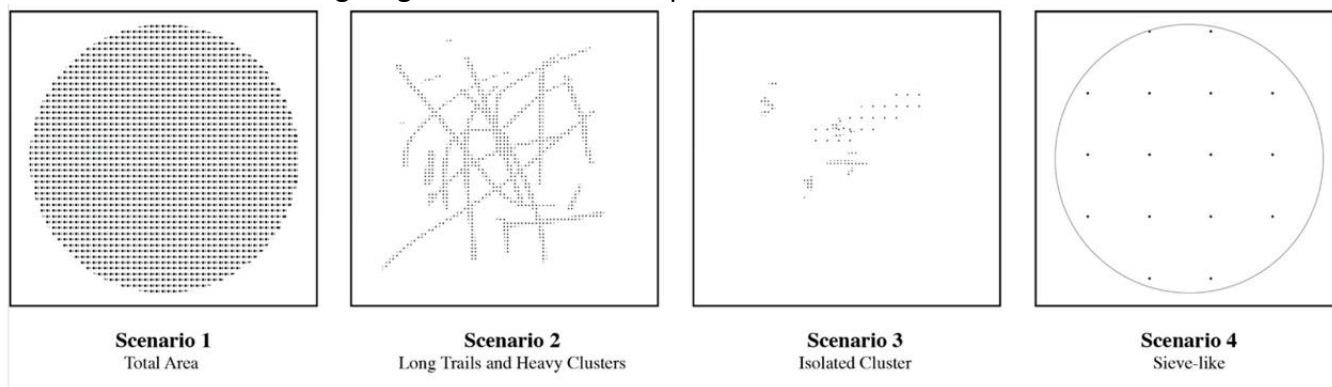 Scenario 1
Total Area
Scenario 2
Long Trails and Heavy Clusters
Scenario 3
Isolated Cluster
Scenario 4
Sieve-like